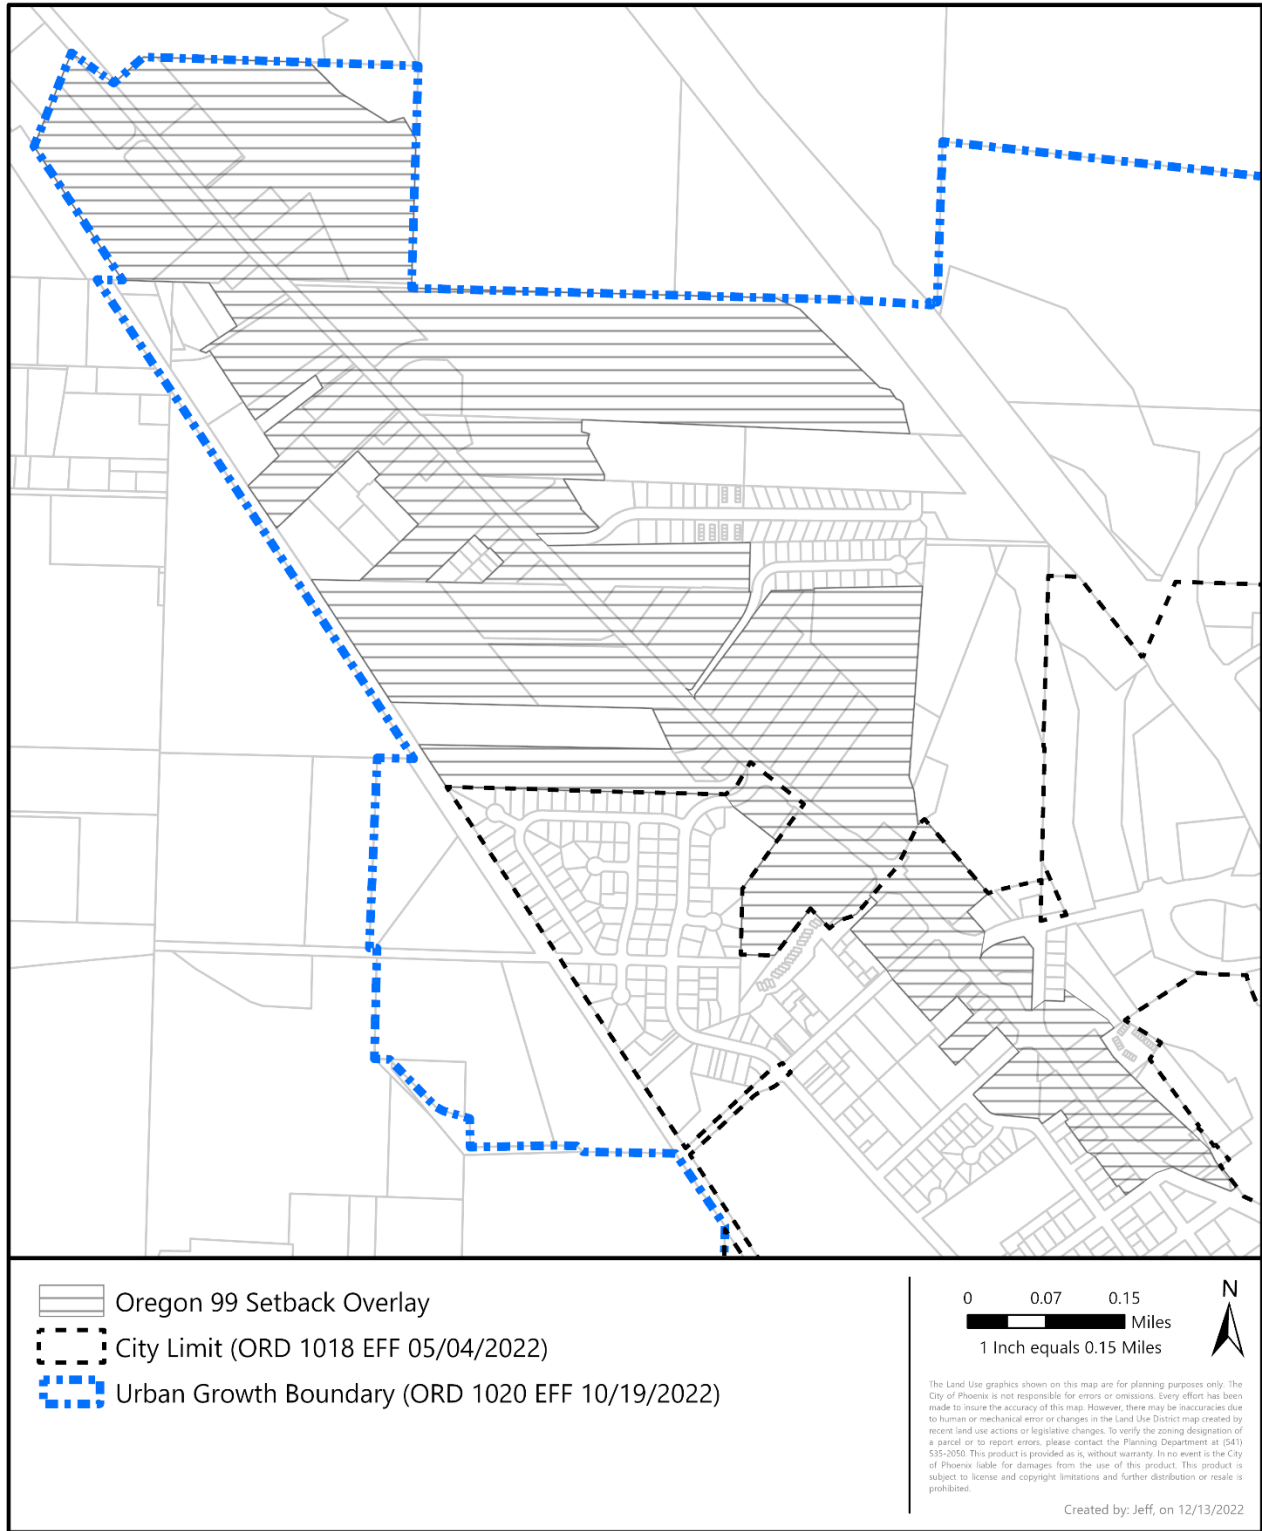 Oregon 99 Setback Overlay
City Limit (ORD 1018 EFF 05/04/2022)
Urban Growth Boundary (ORD 1020 EFF 10/19/2022)
0 0.07 0.15
Miles
1 Inch equals 0.15 Miles
N
The Land Use graphics shown on this map are for planning purposes only. The
City of Phoenix is not responsible for errors or omissions. Every effort has been
made to insure the accuracy of this map. However, there may be inaccuracies due
to human or mechanical error or changes in the Land Use District map created by
recent land use actions or legislative changes. To verify the zoning designation of
a parcel or to report errors, please contact the Planning Department at (541)
535-2050. This product is provided as is, without warranty. In no event is the City
of Phoenix liable for damages from the use of this product. This product is
subject to license and copyright limitations and further distribution or resale is
prohibited.
Created by: Jeff, on 12/13/2022